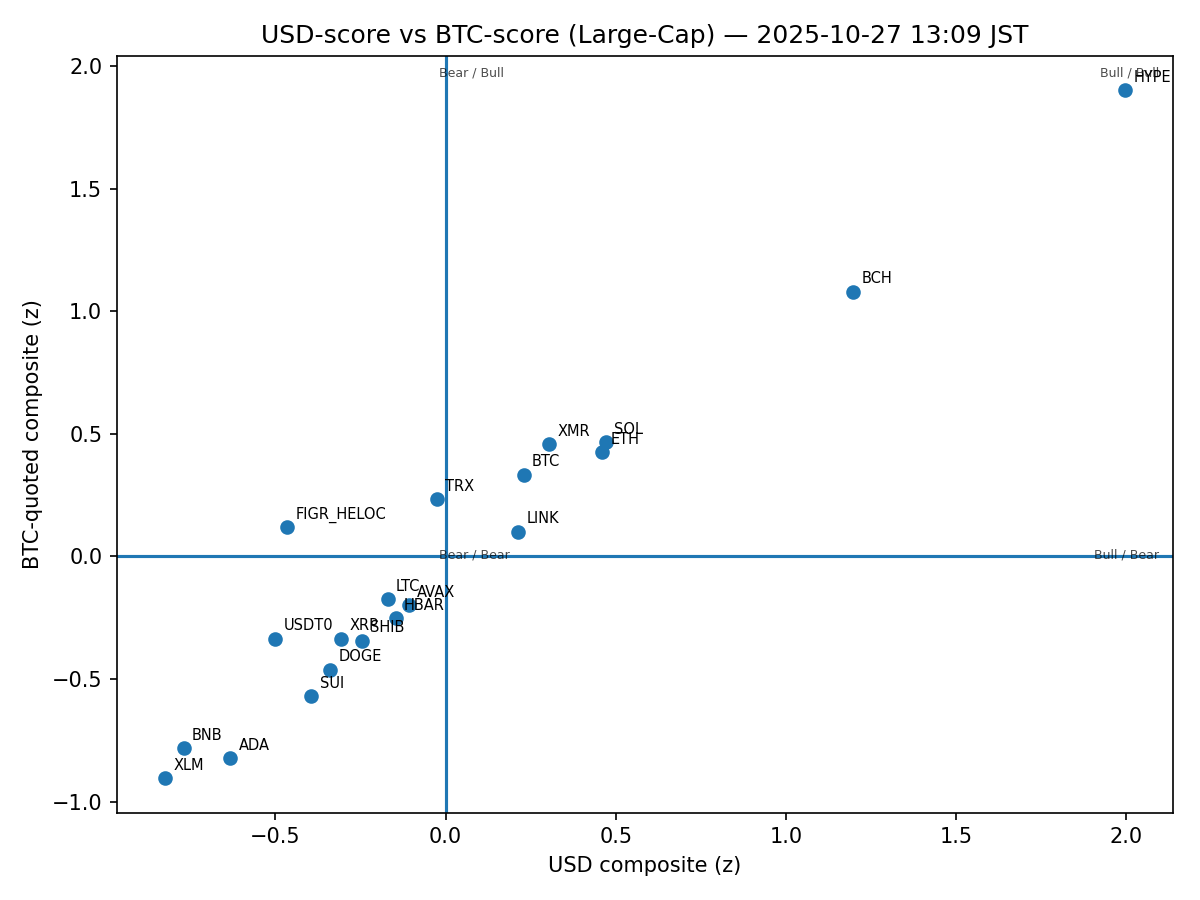 USD-score vs BTC-score (Large-Cap) — 2025-10-27 13:09 JST
Bear / Bull
Bull / Bull
HYPE
BCH
SOL
ETH
XMR
BTC
TRX
LINK
FIGR_HELOC
Bear / Bear
Bull / Bear
LTC
AVAX
HBAR
USDT0
XRP
SHIB
DOGE
SUI
BNB
ADA
XLM
2.0
1.5
1.0
0.5
0.0
−0.5
−1.0
BTC-quoted composite (z)
−0.5
0.0
0.5
1.0
1.5
2.0
USD composite (z)